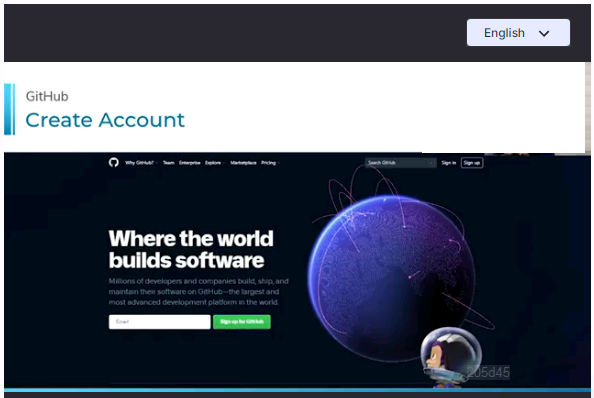 English
GitHub
Create Account
Why GitHub? Team Enterprise Explore Marketplace Pricing Search GitHub Sign in Sign up
Where the world
builds software
Millions of developers and companies build, ship, and
maintain their software on GitHub—the largest and
most advanced development platform in the world.
Email Sign up for GitHub
205d45